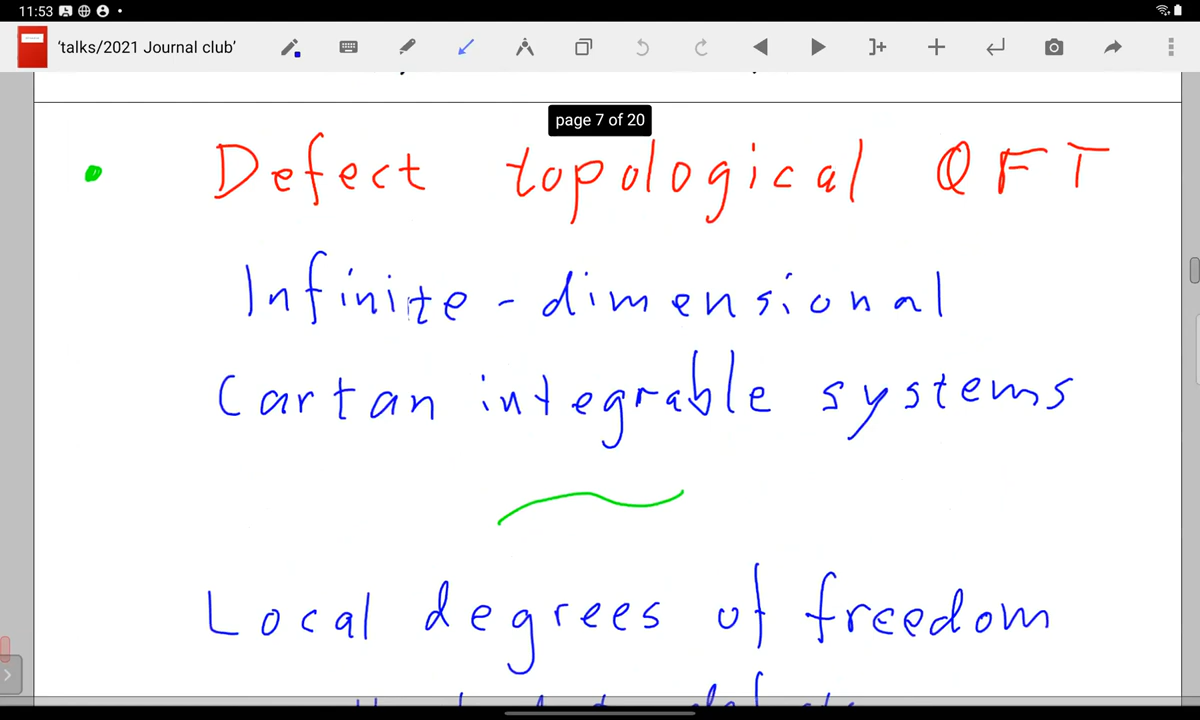 11:53
'talks/2021 Journal club'
page 7 of 20
Defect topological QFT
Infinite-dimensional
Cartan integrable systems
Local degrees of freedom